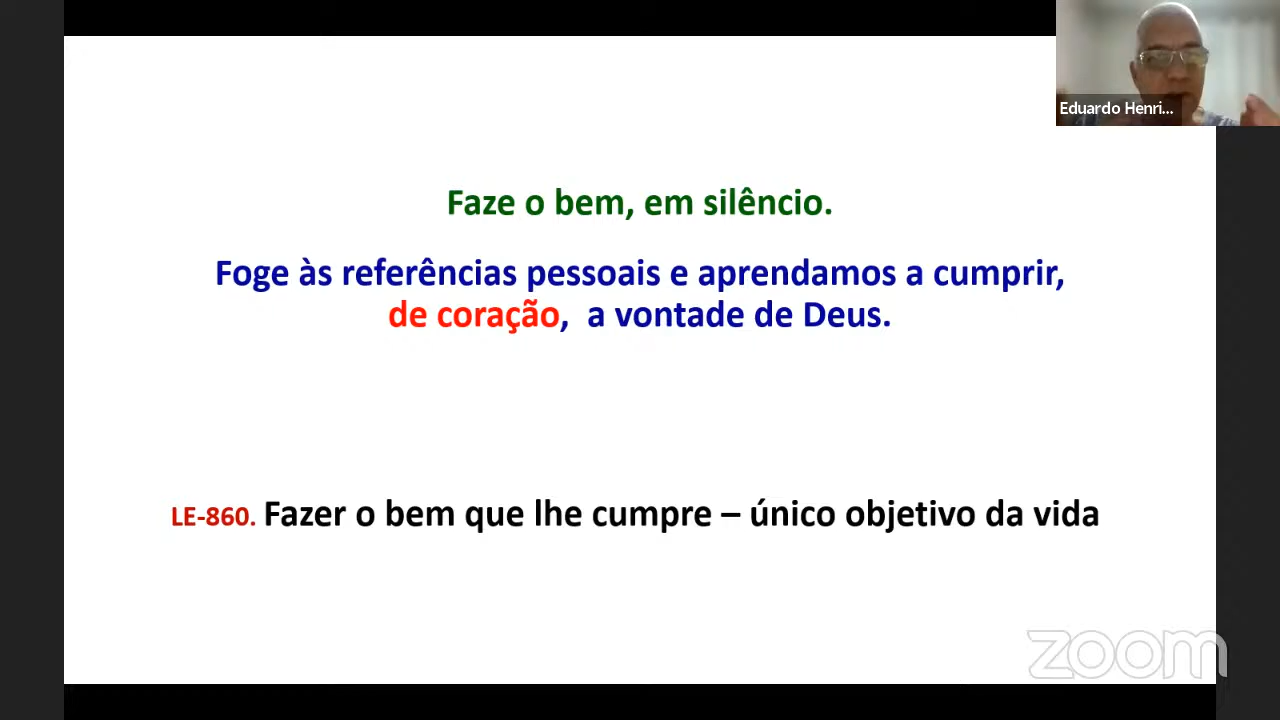 Eduardo Henri...
Faze o bem, em silêncio.
Foge às referências pessoais e aprendamos a cumprir,
de coração,  a vontade de Deus.
LE-860. Fazer o bem que lhe cumpre – único objetivo da vida
zoom